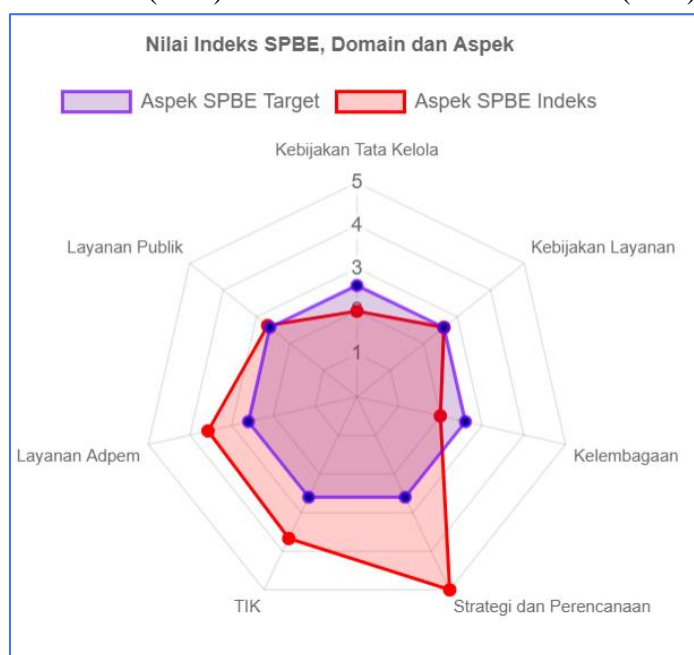 Nilai Indeks SPBE, Domain dan Aspek
Aspek SPBE Target
Aspek SPBE Indeks
Kebijakan Tata Kelola
5
4
3
1
Layanan Publik
Kebijakan Layanan
Layanan Adpem
Kelembagaan
TIK
Strategi dan Perencanaan